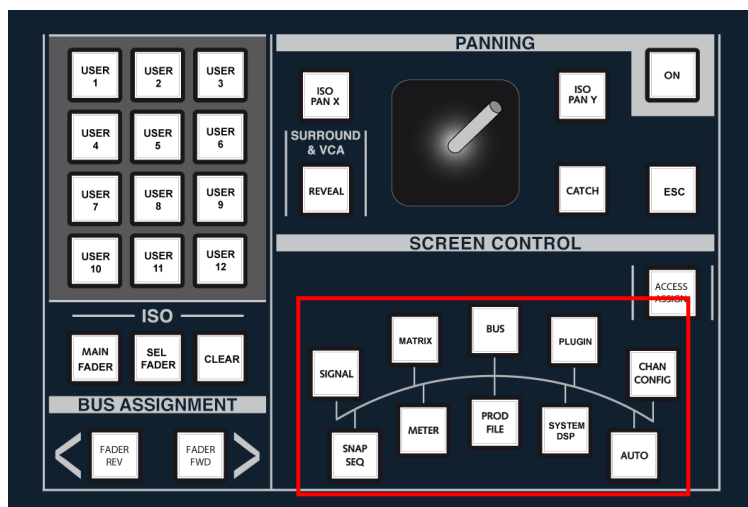 USER
1
USER
2
USER
3
USER
4
USER
5
USER
6
USER
7
USER
8
USER
9
USER
10
USER
11
USER
12
ISO
MAIN
FADER
SEL
FADER
CLEAR
BUS ASSIGNMENT
FADER
REV
FADER
FWD
PANNING
ISO
PAN X
ISO
PAN Y
ON
SURROUND
& VCA
REVEAL
CATCH
ESC
SCREEN CONTROL
ACCESS
ASSIGN
SIGNAL
MATRIX
BUS
PLUGIN
CHAN
CONFIG
SNAP
SEQ
METER
PROD
FILE
SYSTEM
DSP
AUTO